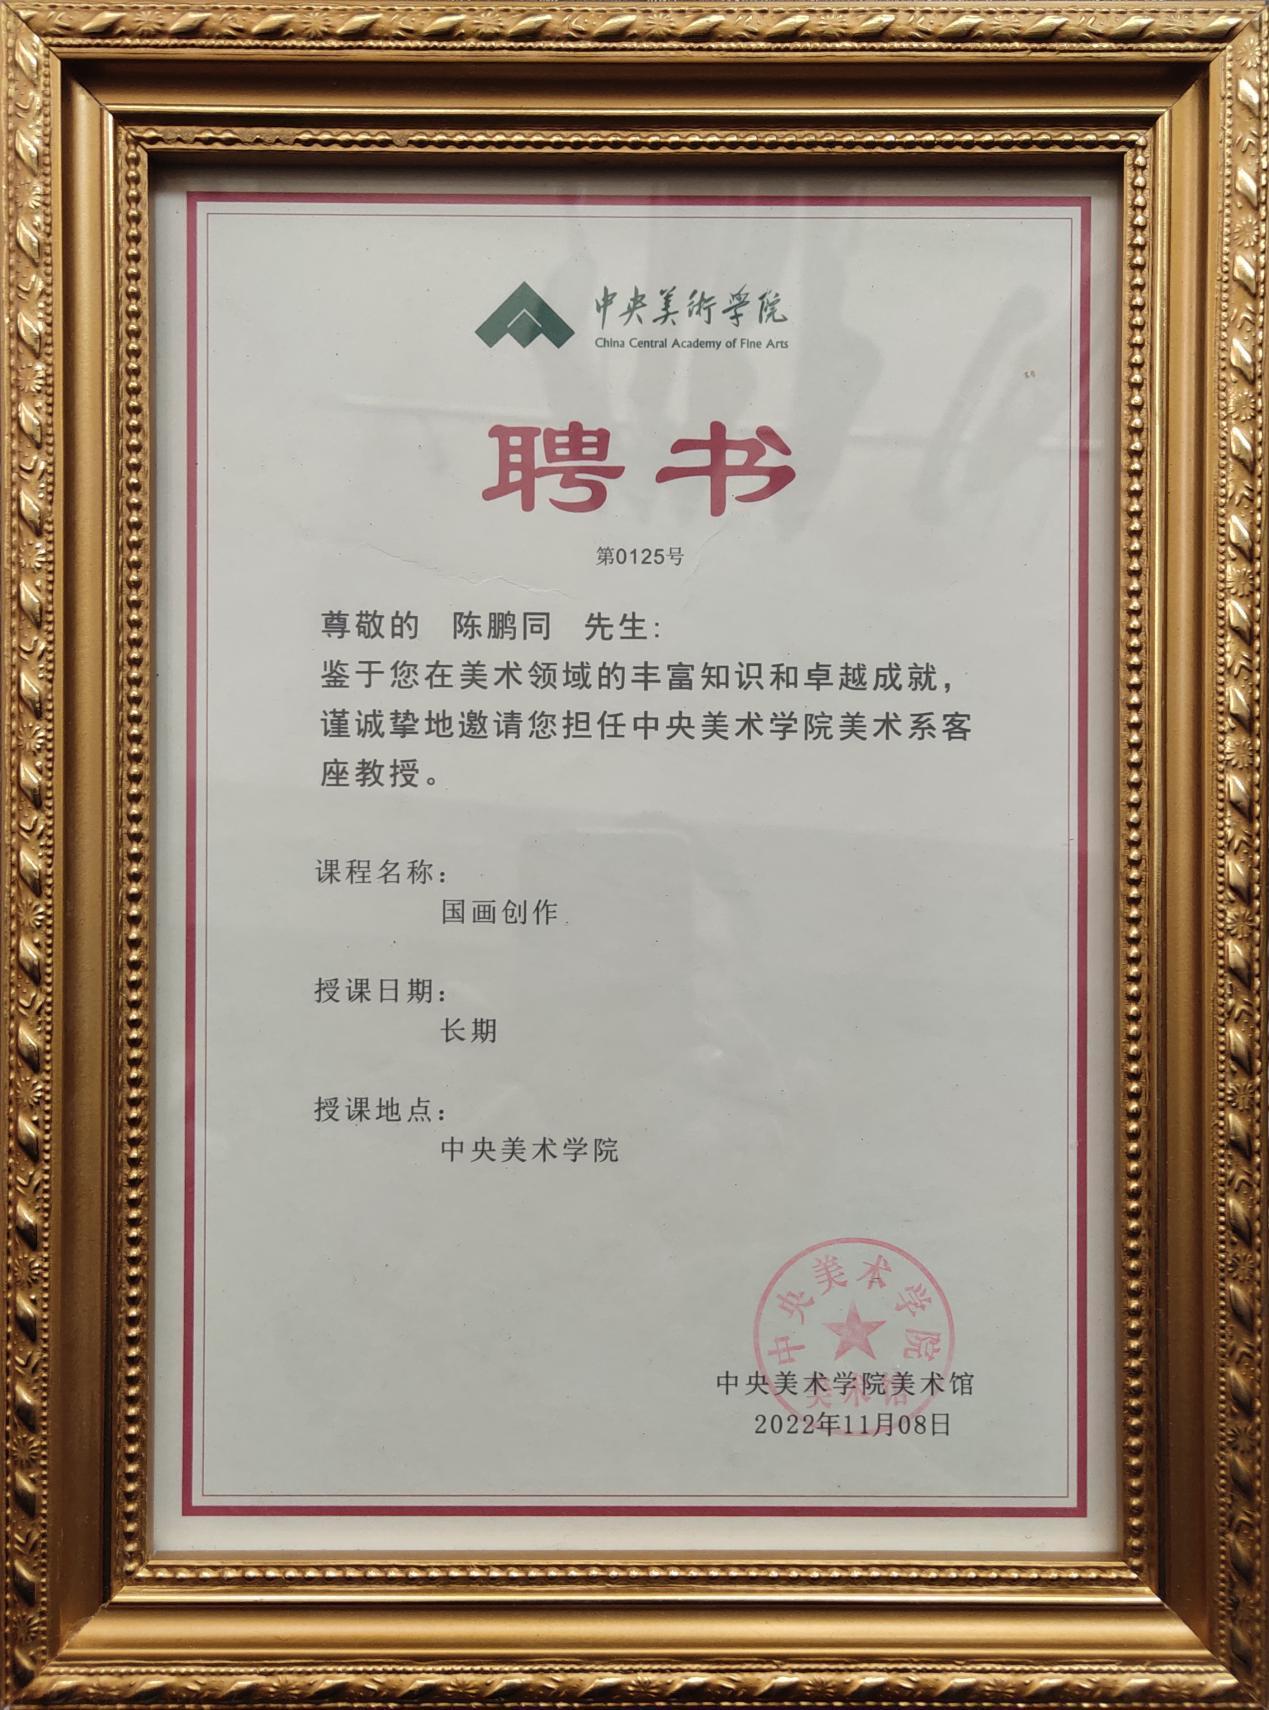 中央美術学院
China Central Academy of Fine Arts
聘书
第0125号
尊敬的 陈鹏同 先生:
鉴于您在美术领域的丰富知识和卓越成就，
谨诚挚地邀请您担任中央美术学院美术系客
座教授。
课程名称：
国画创作
授课日期：
长期
授课地点：
中央美术学院
中央美术学院
美术馆
中央美术学院美术馆
2022年11月08日